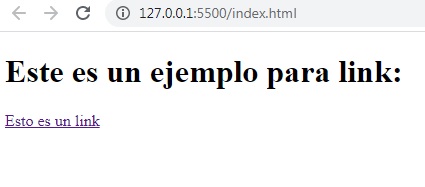 127.0.0.1:5500/index.html
Este es un ejemplo para link:
Esto es un link